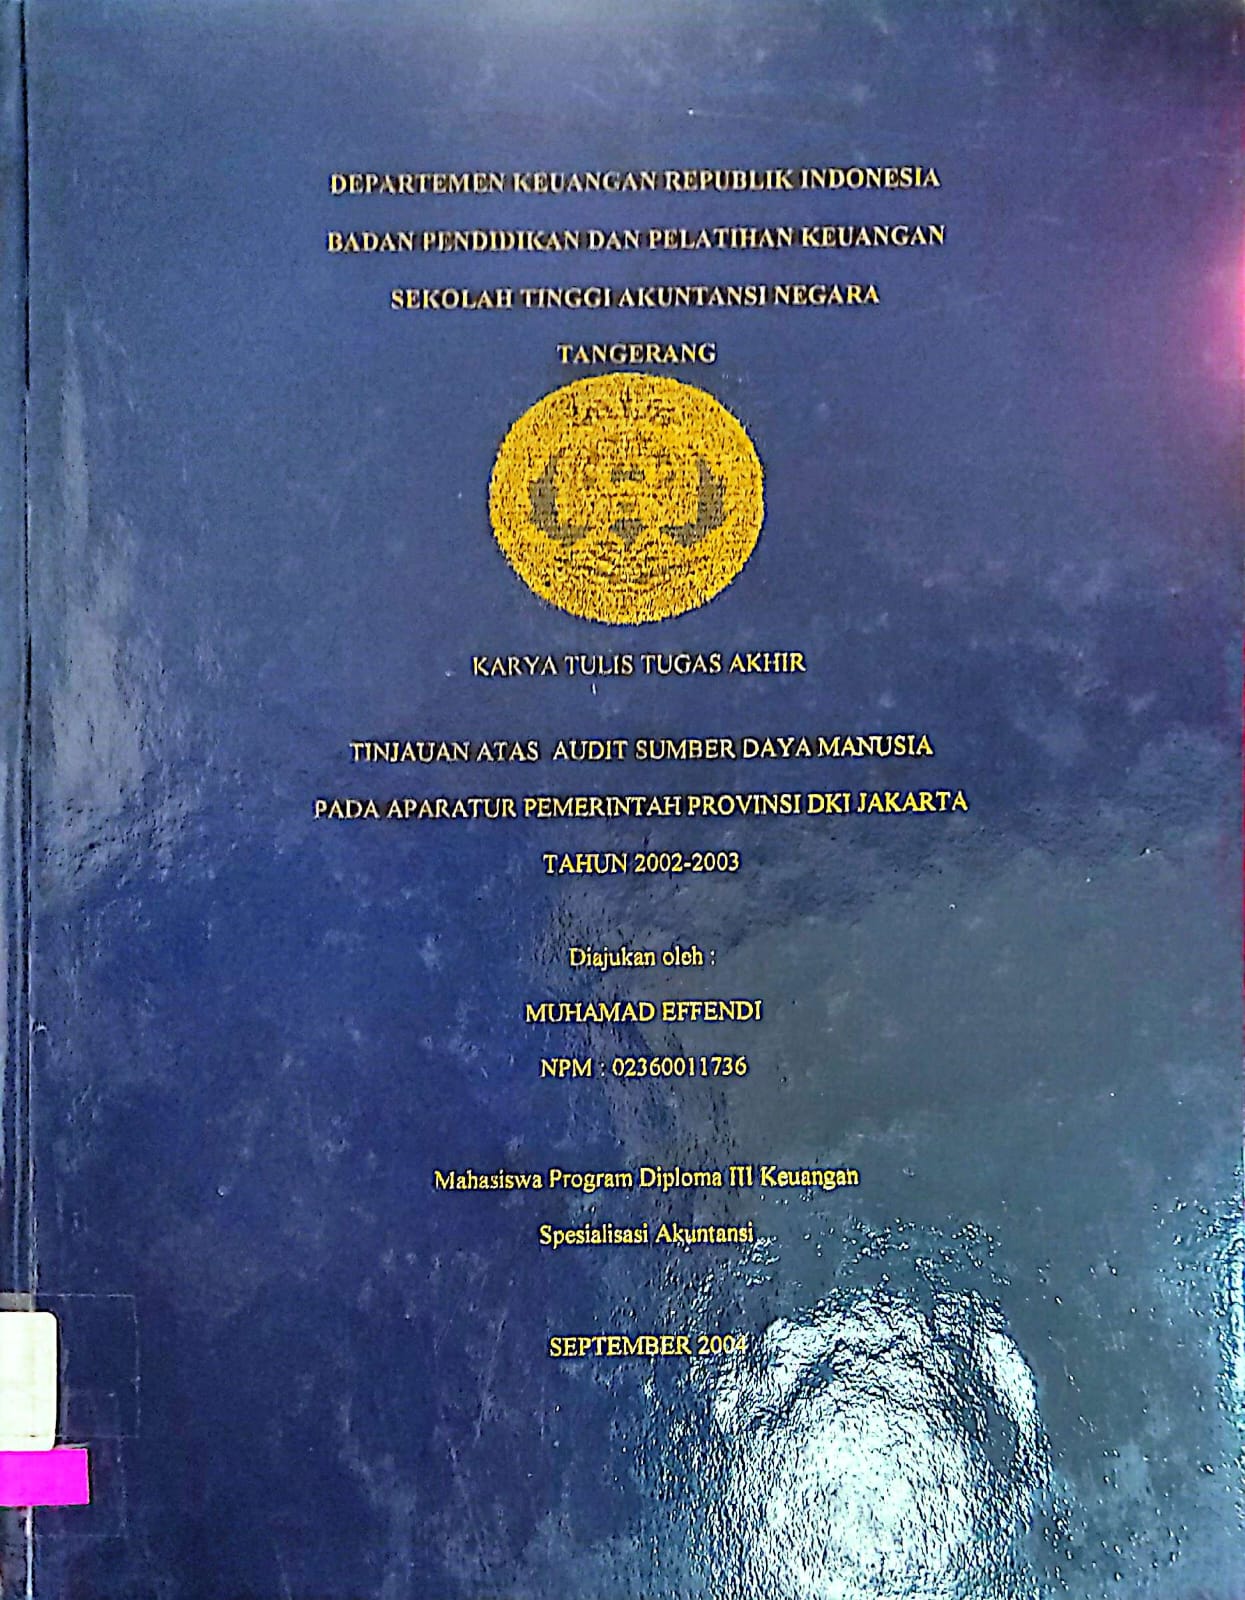 DEPARTEMEN KEUANGAN REPUBLIK INDONESIA
BADAN PENDIDIKAN DAN PELATIHAN KEUANGAN
SEKOLAH TINGGI AKUNTANSI NEGARA
TANGERANG
KARYA TULIS TUGAS AKHIR
TINJAUAN ATAS AUDIT SUMBER DAYA MANUSIA
PADA APARATUR PEMERINTAH PROVINSI DKI JAKARTA
TAHUN 2002-2003
Diajukan oleh :
MUHAMAD EFFENDI
NPM : 02360011736
Mahasiswa Program Diploma III Keuangan
Spesialisasi Akuntansi
SEPTEMBER 2004